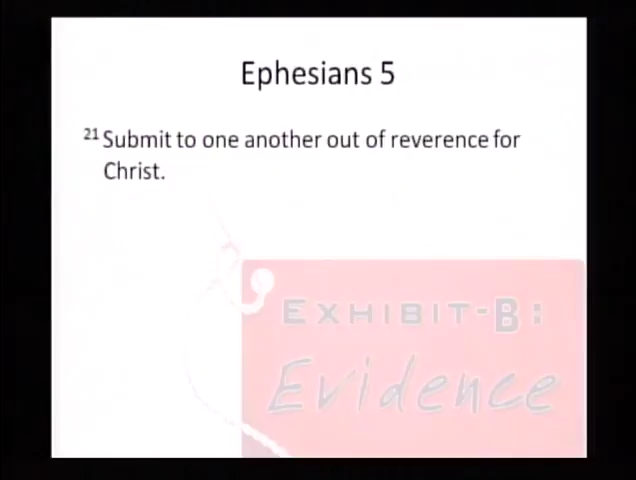 Ephesians 5
21 Submit to one another out of reverence for
Christ.
EXHIBIT-B:
Evidence